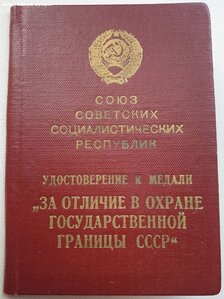 СОЮЗ
СОВЕТСКИХ
СОЦИАЛИСТИЧЕСКИХ
РЕСПУБЛИК
УДОСТОВЕРЕНИЕ К МЕДАЛИ
„ЗА ОТЛИЧИЕ В ОХРАНЕ
ГОСУДАРСТВЕННОЙ
ГРАНИЦЫ СССР“